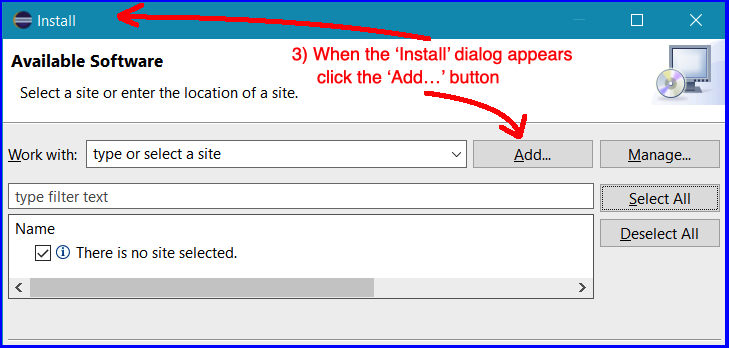 Install
3) When the ‘Install’ dialog appears
click the ‘Add…’ button
Available Software
Select a site or enter the location of a site.
Work with: type or select a site Add... Manage...
type filter text Select All
Name Deselect All
There is no site selected.